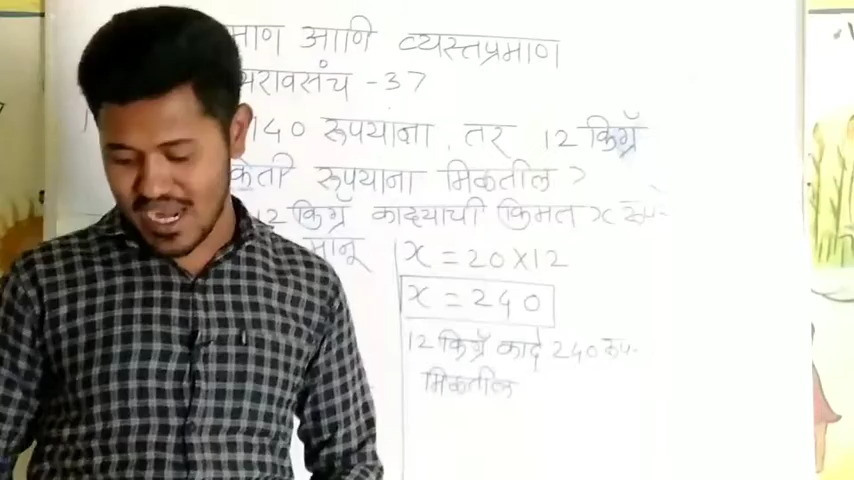 माण आणि व्यस्तप्रमाण
सरावसंच -37
140 रूपयांना . तर 12 किग्रॅ
किती रूपयांना मिळतील ?
12 किग्रॅ कांद्याची किंमत x रूप-
मानू
x = 20 x 12
x = 240
12 किग्रॅ कांदे 240 रूप-
मिळतील